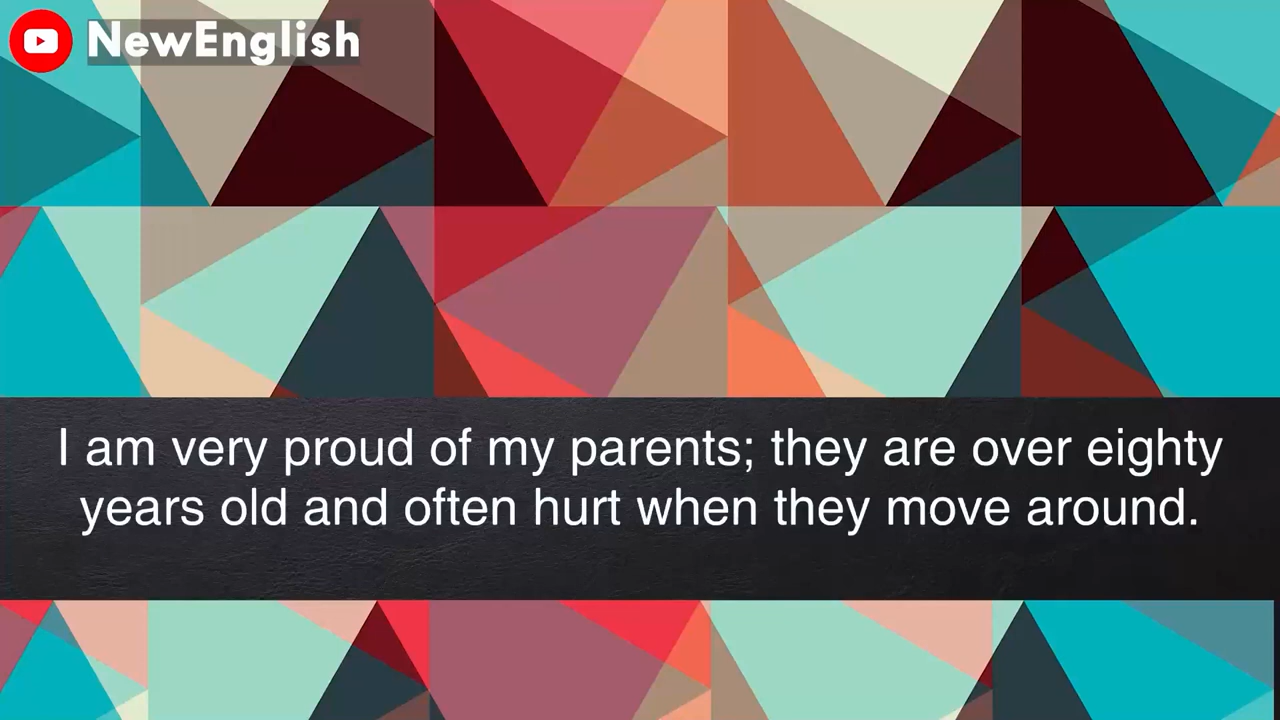 NewEnglish
I am very proud of my parents; they are over eighty
years old and often hurt when they move around.